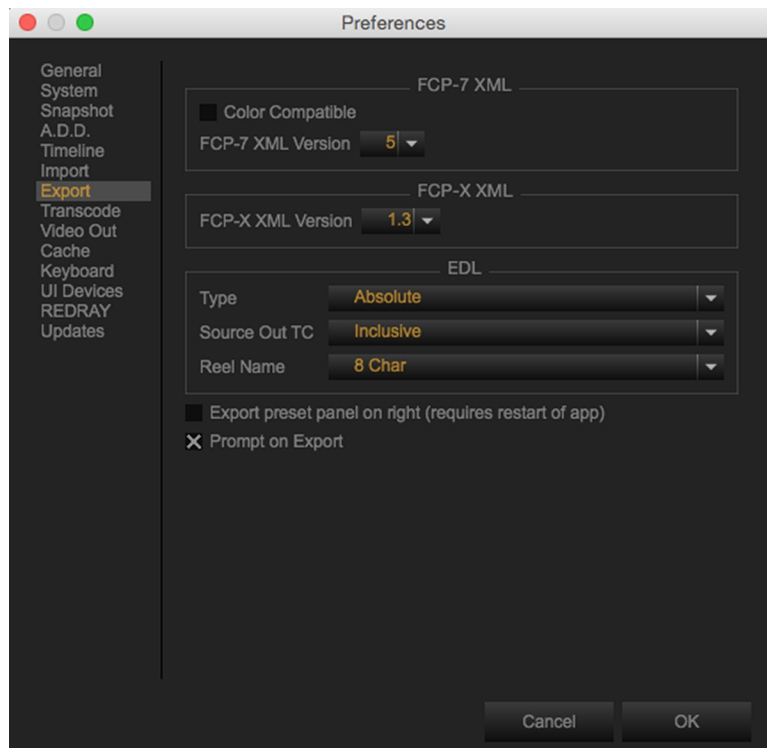 Preferences
General
System
Snapshot
A.D.D.
Timeline
Import
Export
Transcode
Video Out
Cache
Keyboard
UI Devices
REDRAY
Updates
FCP-7 XML
Color Compatible
FCP-7 XML Version 5
FCP-X XML
FCP-X XML Version 1.3
EDL
Type Absolute
Source Out TC Inclusive
Reel Name 8 Char
Export preset panel on right (requires restart of app)
Prompt on Export
Cancel OK